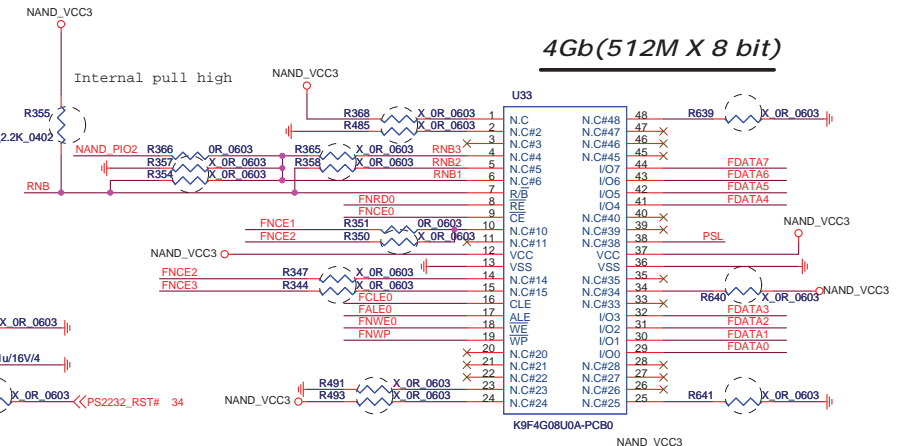 NAND_VCC3
4Gb(512M X 8 bit)
Internal pull high
NAND_VCC3
U33
R355
2.2K_0402
R368 X_0R_0603 1 N.C N.C#48 48 R639 X_0R_0603
R485 X_0R_0603 2 N.C#2 N.C#47 47
3 N.C#3 N.C#46 46
NAND_PIO2 R366 0R_0603 R365 X_0R_0603 RNB3 4 N.C#4 N.C#45 45
R357 X_0R_0603 R358 X_0R_0603 RNB2 5 N.C#5 I/O7 44 FDATA7
R354 X_0R_0603 RNB1 6 N.C#6 I/O6 43 FDATA6
RNB 7 R/B I/O5 42 FDATA5
FNRD0 8 RE I/O4 41 FDATA4
FNCE0 9 CE N.C#40 40
FNCE1 R351 0R_0603 10 N.C#10 N.C#39 39
FNCE2 R350 X_0R_0603 11 N.C#11 N.C#38 38 PSL
NAND_VCC3
NAND_VCC3 12 VCC VCC 37
13 VSS VSS 36
FNCE2 R347 X_0R_0603 14 N.C#14 N.C#35 35
FNCE3 R344 X_0R_0603 15 N.C#15 N.C#34 34 R640 X_0R_0603 NAND_VCC3
FCLE0 16 CLE N.C#33 33
FALE0 17 ALE I/O3 32 FDATA3
FNWE0 18 WE I/O2 31 FDATA2
FNWP 19 WP I/O1 30 FDATA1
20 N.C#20 I/O0 29 FDATA0
21 N.C#21 N.C#28 28
22 N.C#22 N.C#27 27
R491 X_0R_0603 23 N.C#23 N.C#26 26
NAND_VCC3 R493 X_0R_0603 24 N.C#24 N.C#25 25 R641 X_0R_0603
X_0R_0603
1u/16V/4
X_0R_0603 PS2232_RST# 34
K9F4G08U0A-PCB0
NAND_VCC3